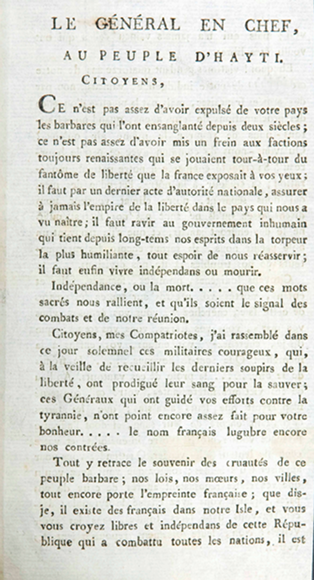 LE GÉNÉRAL EN CHEF,
AU PEUPLE D'HAYTI.
CITOYENS,
CE n'est pas assez d'avoir expulsé de votre pays
les barbares qui l'ont ensanglanté depuis deux siècles ;
ce n'est pas assez d'avoir mis un frein aux factions
toujours renaissantes qui se jouaient tour-à-tour du
fantôme de liberté que la france exposait à vos yeux ;
il faut par un dernier acte d'autorité nationale, assurer
à jamais l'empire de la liberté dans le pays qui nous a
vu naître ; il faut ravir au gouvernement inhumain
qui tient depuis long-tems nos esprits dans la torpeur
la plus humiliante, tout espoir de nous réasservir ;
il faut eufin vivre indépendans ou mourir.
Indépendance, ou la mort..... que ces mots
sacrés nous rallient, et qu'ils soient le signal des
combats et de notre réunion.
Citoyens, mes Compatriotes, j'ai rassemblé dans
ce jour solemnel ces militaires courageux, qui,
à la veille de recueillir les derniers soupirs de la
liberté, ont prodigué leur sang pour la sauver ;
ces Généraux qui ont guidé vos efforts contre la
tyrannie, n'ont point encore assez fait pour votre
bonheur..... le nom français lugubre encore
nos contrées.
Tout y retrace le souvenir des cruautés de ce
peuple barbare ; nos lois, nos mœurs, nos villes,
tout encore porte l'empreinte française ; que dis-
je, il existe des français dans notre Isle, et vous
vous croyez libres et indépendans de cette Répu-
blique qui a combattu toutes les nations, il est